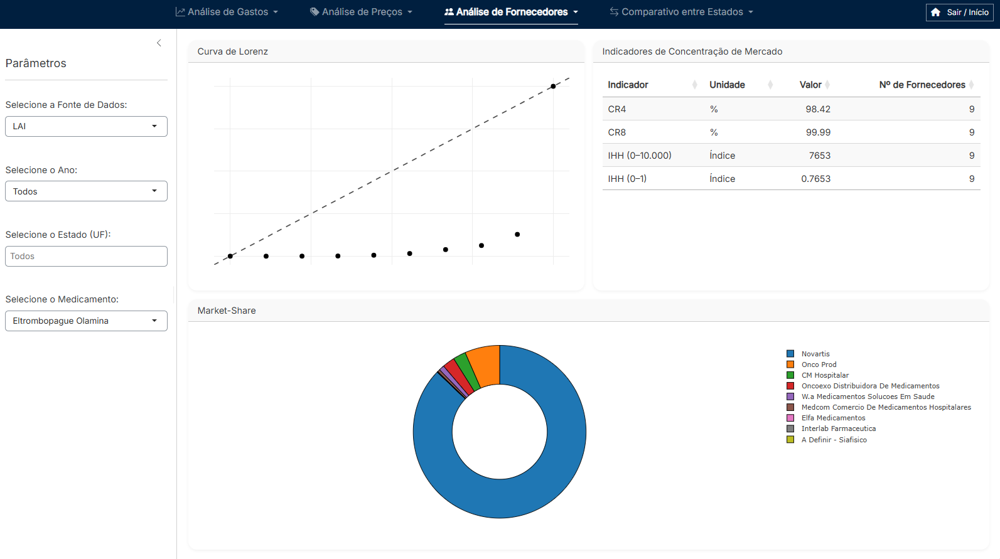 Análise de Gastos
Análise de Preços
Análise de Fornecedores
Comparativo entre Estados
Sair / Início
Parâmetros
Selecione a Fonte de Dados:
LAI
Selecione o Ano:
Todos
Selecione o Estado (UF):
Todos
Selecione o Medicamento:
Eltrombopague Olamina
Curva de Lorenz
Indicadores de Concentração de Mercado
Indicador Unidade Valor Nº de Fornecedores
CR4 % 98.42 9
CR8 % 99.99 9
IHH (0–10.000) Índice 7653 9
IHH (0–1) Índice 0.7653 9
Market-Share
Novartis
Onco Prod
CM Hospitalar
Oncoexo Distribuidora De Medicamentos
W.a Medicamentos Solucoes Em Saude
Medcom Comercio De Medicamentos Hospitalares
Elfa Medicamentos
Interlab Farmaceutica
A Definir - Siafisico